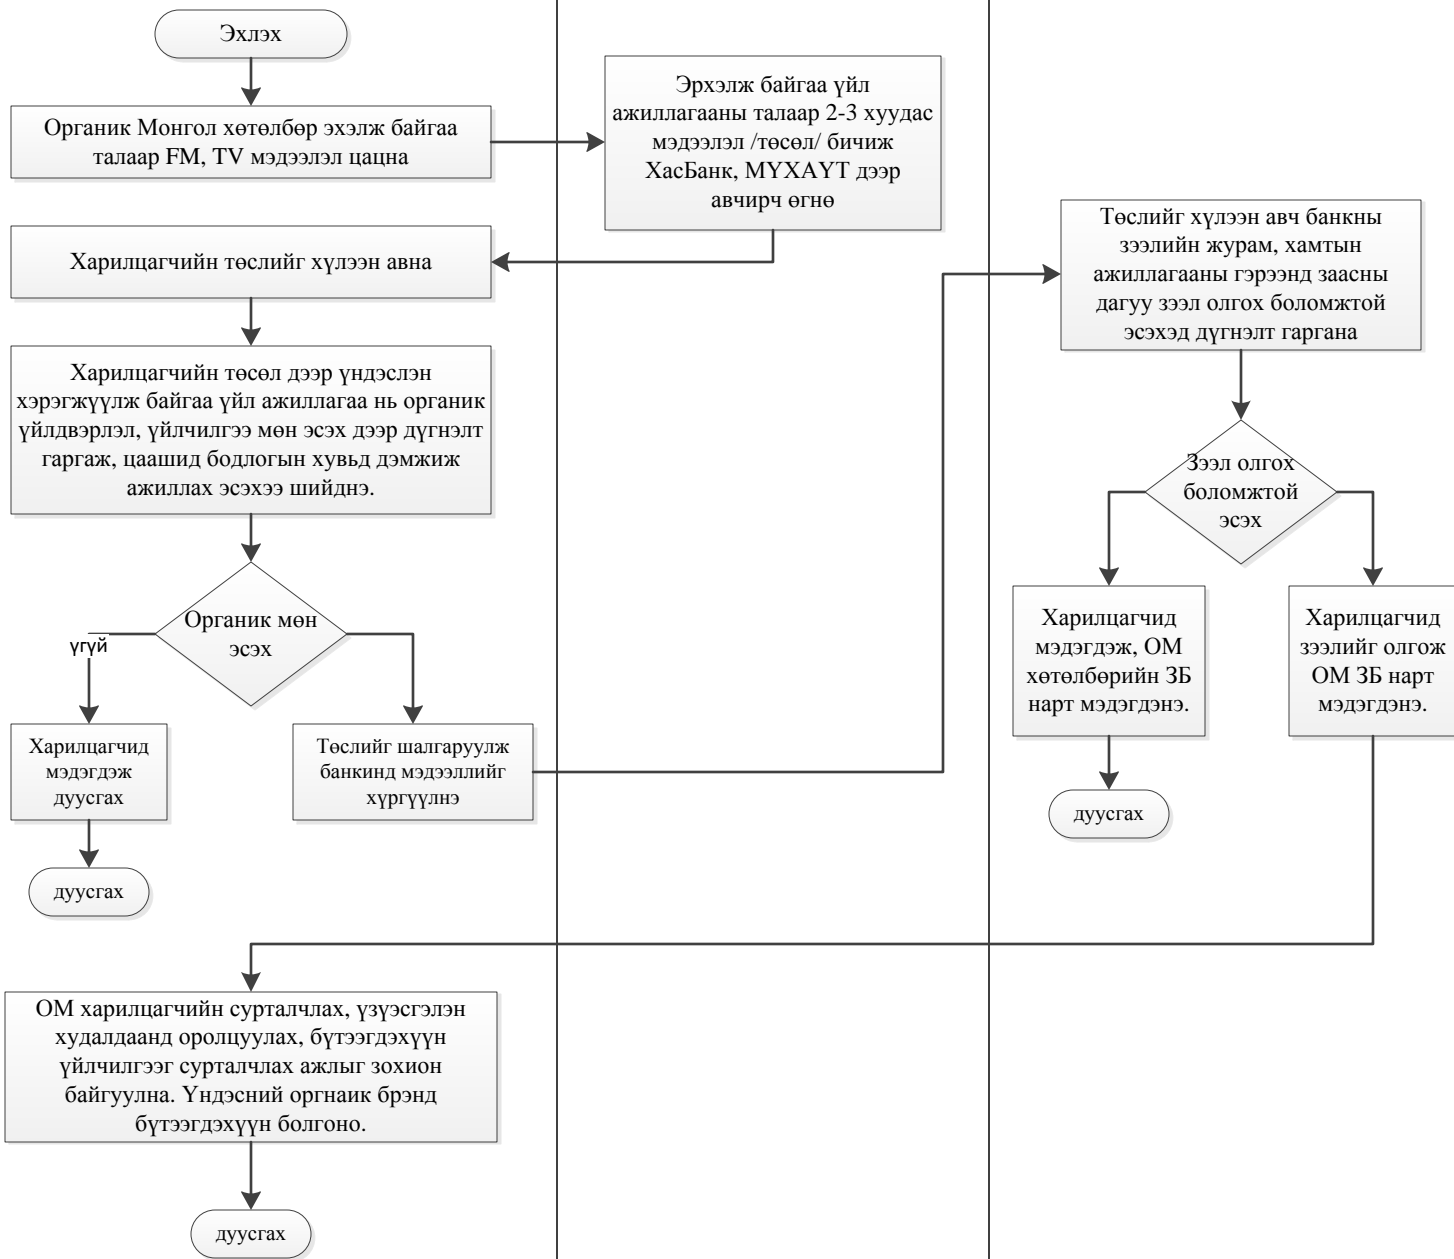 Эхлэх
Органик Монгол хөтөлбөр эхэлж байгаа
талаар FM, TV мэдээлэл цацна
Эрхэлж байгаа үйл
ажиллагааны талаар 2-3 хуудас
мэдээлэл /төсөл/ бичиж
ХасБанк, МҮХАҮТ дээр
авчирч өгнө
Харилцагчийн төслийг хүлээн авна
Харилцагчийн төсөл дээр үндэслэн
хэрэгжүүлж байгаа үйл ажиллагаа нь органик
үйлдвэрлэл, үйлчилгээ мөн эсэх дээр дүгнэлт
гаргаж, цаашид бодлогын хувьд дэмжиж
ажиллах эсэхээ шийднэ.
Органик мөн
эсэх
үгүй
Харилцагчид
мэдэгдэж
дуусгах
дуусгах
Төслийг шалгаруулж
банкинд мэдээллийг
хүргүүлнэ
Төслийг хүлээн авч банкны
зээлийн журам, хамтын
ажиллагааны гэрээнд заасны
дагуу зээл олгох боломжтой
эсэхэд дүгнэлт гаргана
Зээл олгох
боломжтой
эсэх
Харилцагчид
мэдэгдэж, ОМ
хөтөлбөрийн ЗБ
нарт мэдэгдэнэ.
дуусгах
Харилцагчид
зээлийг олгож
ОМ ЗБ нарт
мэдэгдэнэ.
ОМ харилцагчийн сурталчлах, үзүэсгэлэн
худалдаанд оролцуулах, бүтээгдэхүүн
үйлчилгээг сурталчлах ажлыг зохион
байгуулна. Үндэсний оргнаик брэнд
бүтээгдэхүүн болгоно.
дуусгах